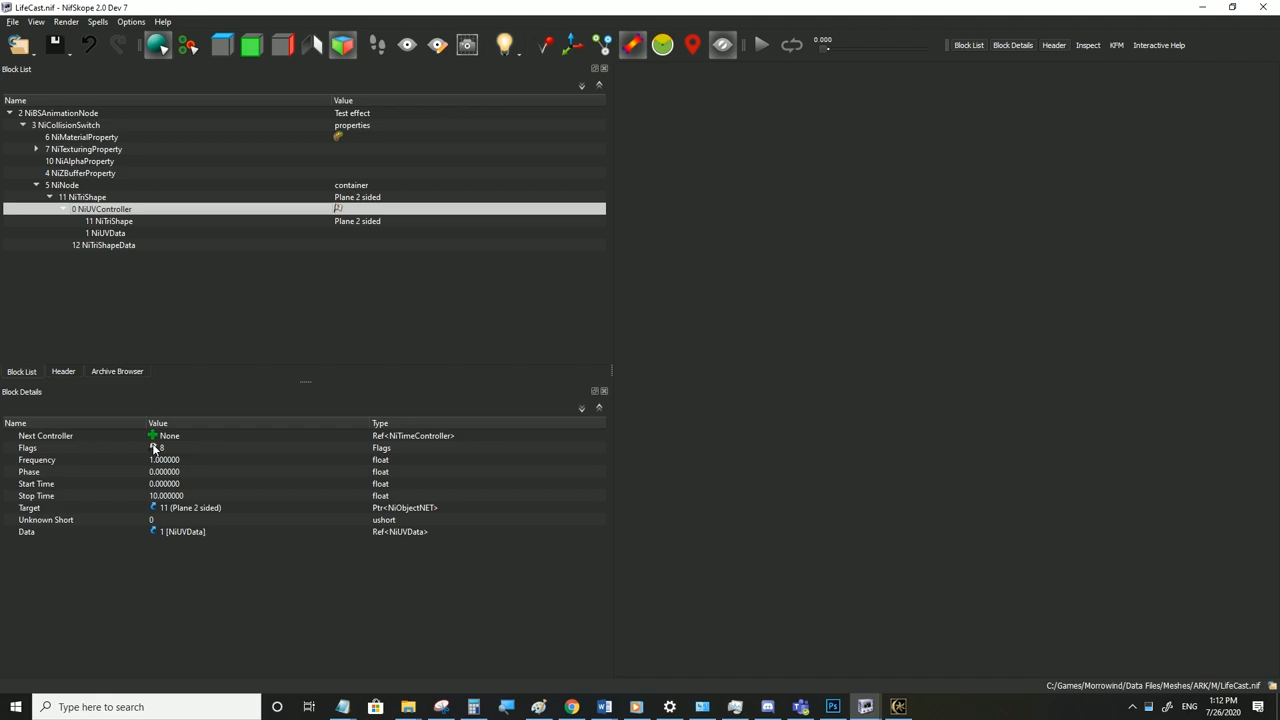 LifeCast.nif - NifSkope 2.0 Dev 7
File View Render Spells Options Help
0.000
Block List Block Details Header Inspect KFM Interactive Help
Block List
Name Value
2 NiBSAnimationNode Test effect
3 NiCollisionSwitch properties
6 NiMaterialProperty
7 NiTexturingProperty
10 NiAlphaProperty
4 NiZBufferProperty
5 NiNode container
11 NiTriShape Plane 2 sided
0 NiUVController
11 NiTriShape Plane 2 sided
1 NiUVData
12 NiTriShapeData
Block List Header Archive Browser
Block Details
Name Value Type
Next Controller None Ref<NiTimeController>
Flags 8 Flags
Frequency 1.000000 float
Phase 0.000000 float
Start Time 0.000000 float
Stop Time 10.000000 float
Target 11 (Plane 2 sided) Ptr<NiObjectNET>
Unknown Short 0 ushort
Data 1 [NiUVData] Ref<NiUVData>
C:/Games/Morrowind/Data Files/Meshes/ARK/M/LifeCast.nif
Type here to search
ENG
1:12 PM
7/26/2020